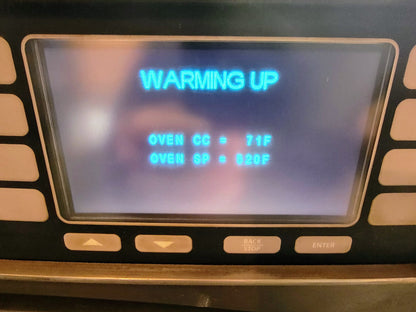 WARMING UP
OVEN CC = 71F
OVEN SP = 520F
BACK
STOP
ENTER